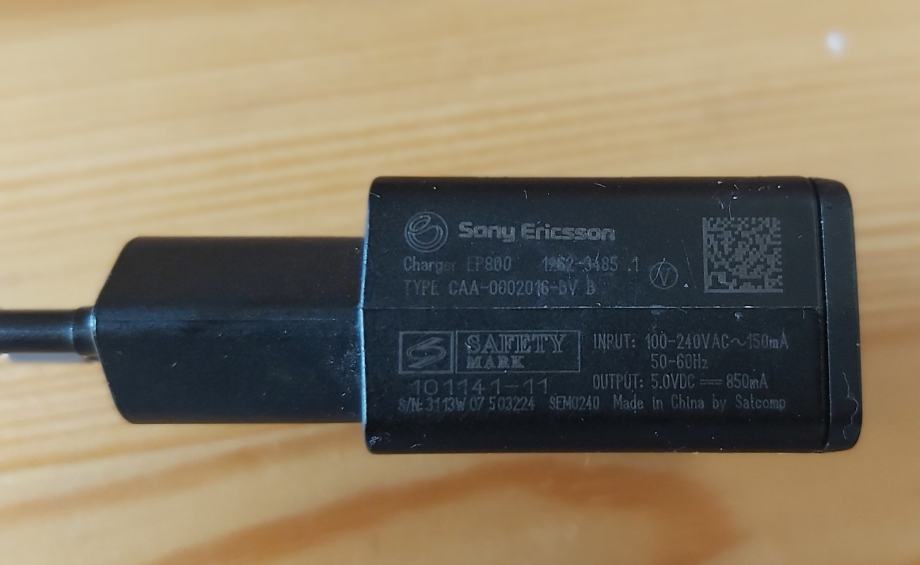 Sony Ericsson
Charger EP800 1262-3485 .1
TYPE CAA-0002016-BV B
SAFETY
MARK
101141-11
INPUT: 100-240VAC~150mA
50-60Hz
OUTPUT: 5.0VDC ⎓ 850mA
S/N:3113W 07 503224 SEM0240 Made in China by Satcomp